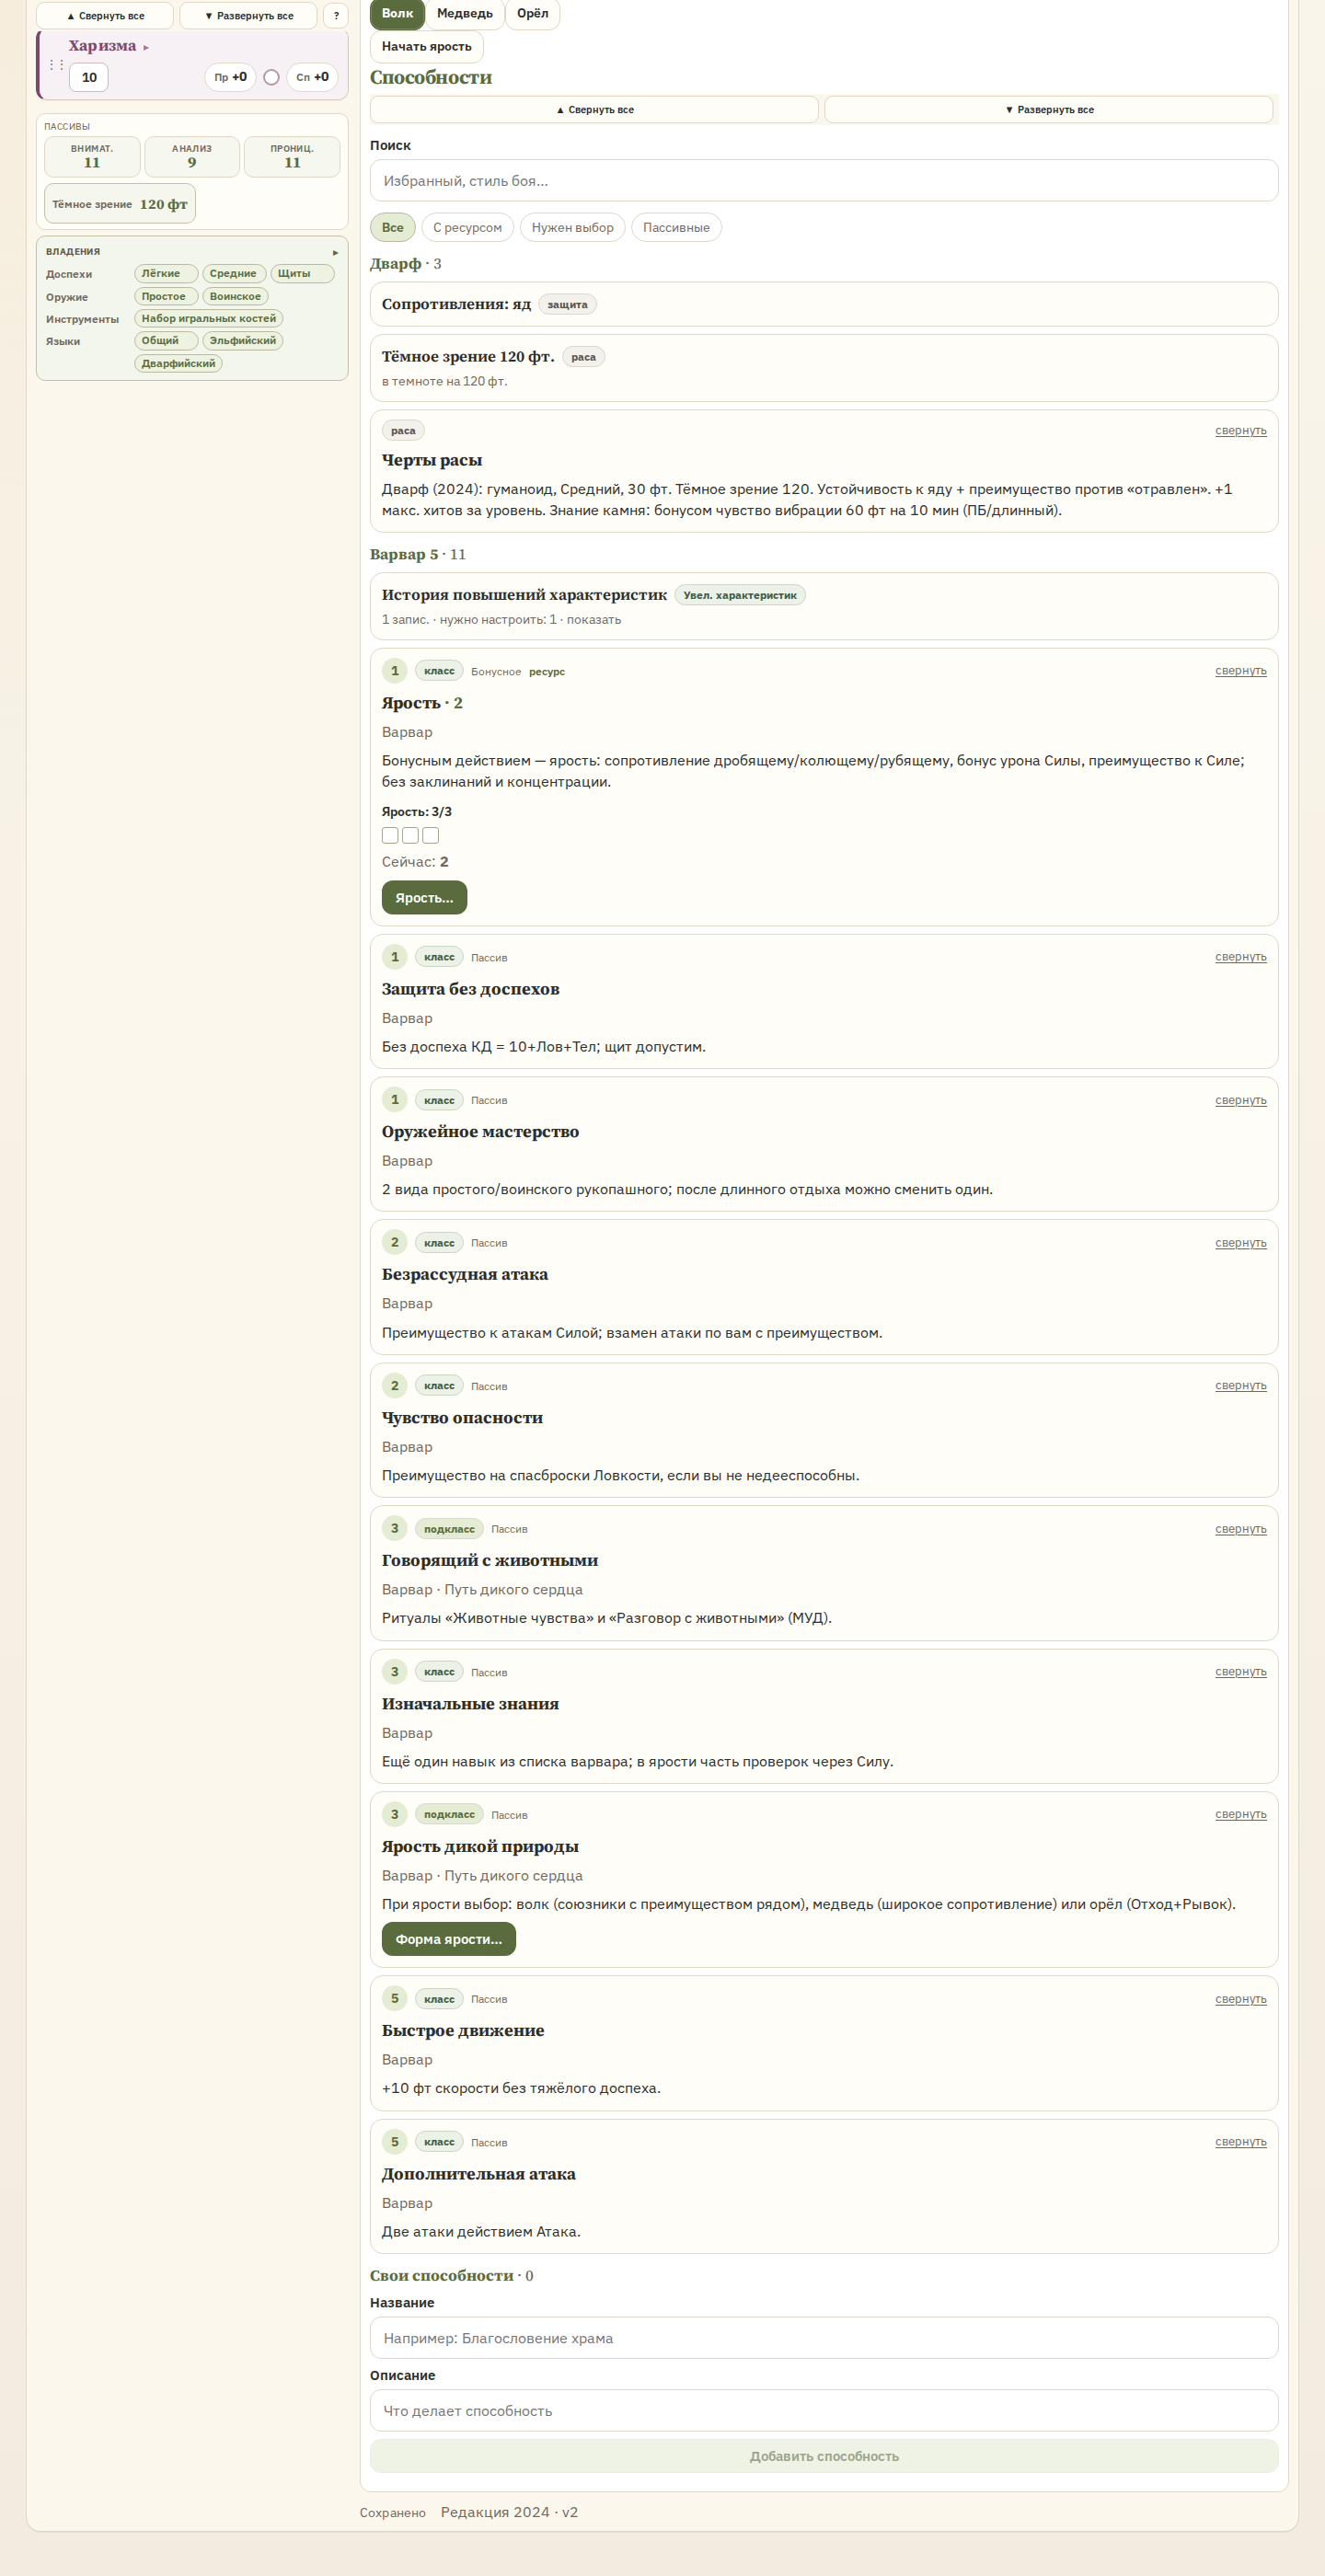 ▲ Свернуть все ▼ Развернуть все ?
Харизма ▸
10 Пр +0 Сп +0
ПАССИВЫ
ВНИМАТ. АНАЛИЗ ПРОНИЦ.
11 9 11
Тёмное зрение 120 фт
ВЛАДЕНИЯ ▸
Доспехи Лёгкие Средние Щиты
Оружие Простое Воинское
Инструменты Набор игральных костей
Языки Общий Эльфийский
Дварфийский
Волк Медведь Орёл
Начать ярость
Способности
▲ Свернуть все ▼ Развернуть все
Поиск
Избранный, стиль боя...
Все С ресурсом Нужен выбор Пассивные
Дварф · 3
Сопротивления: яд защита
Тёмное зрение 120 фт. раса
в темноте на 120 фт.
раса свернуть
Черты расы
Дварф (2024): гуманоид, Средний, 30 фт. Тёмное зрение 120. Устойчивость к яду + преимущество против «отравлен». +1
макс. хитов за уровень. Знание камня: бонусом чувство вибрации 60 фт на 10 мин (ПБ/длинный).
Варвар 5 · 11
История повышений характеристик Увел. характеристик
1 запис. · нужно настроить: 1 · показать
1 класс Бонусное ресурс свернуть
Ярость · 2
Варвар
Бонусным действием — ярость: сопротивление дробящему/колющему/рубящему, бонус урона Силы, преимущество к Силе;
без заклинаний и концентрации.
Ярость: 3/3
Сейчас: 2
Ярость...
1 класс Пассив свернуть
Защита без доспехов
Варвар
Без доспеха КД = 10+Лов+Тел; щит допустим.
1 класс Пассив свернуть
Оружейное мастерство
Варвар
2 вида простого/воинского рукопашного; после длинного отдыха можно сменить один.
2 класс Пассив свернуть
Безрассудная атака
Варвар
Преимущество к атакам Силой; взамен атаки по вам с преимуществом.
2 класс Пассив свернуть
Чувство опасности
Варвар
Преимущество на спасброски Ловкости, если вы не недееспособны.
3 подкласс Пассив свернуть
Говорящий с животными
Варвар · Путь дикого сердца
Ритуалы «Животные чувства» и «Разговор с животными» (МУД).
3 класс Пассив свернуть
Изначальные знания
Варвар
Ещё один навык из списка варвара; в ярости часть проверок через Силу.
3 подкласс Пассив свернуть
Ярость дикой природы
Варвар · Путь дикого сердца
При ярости выбор: волк (союзники с преимуществом рядом), медведь (широкое сопротивление) или орёл (Отход+Рывок).
Форма ярости...
5 класс Пассив свернуть
Быстрое движение
Варвар
+10 фт скорости без тяжёлого доспеха.
5 класс Пассив свернуть
Дополнительная атака
Варвар
Две атаки действием Атака.
Свои способности · 0
Название
Например: Благословение храма
Описание
Что делает способность
Добавить способность
Сохранено Редакция 2024 · v2